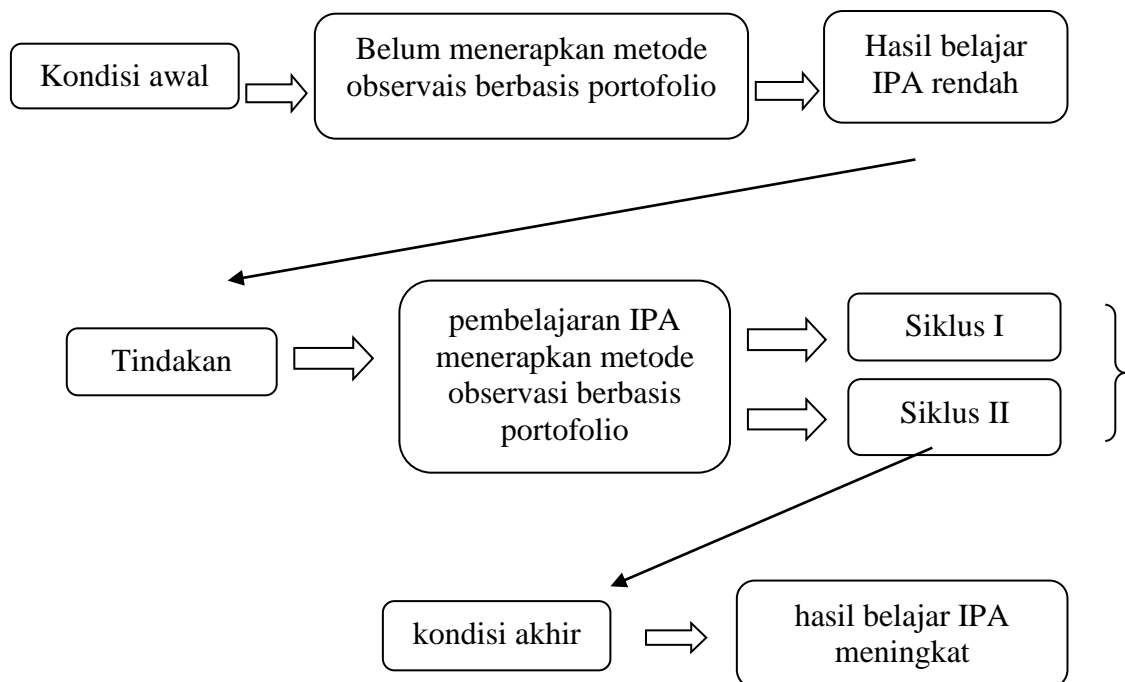 Kondisi awal
Belum menerapkan metode
observais berbasis portofolio
Hasil belajar
IPA rendah
Tindakan
pembelajaran IPA
menerapkan metode
observasi berbasis
portofolio
Siklus I
Siklus II
kondisi akhir
hasil belajar IPA
meningkat